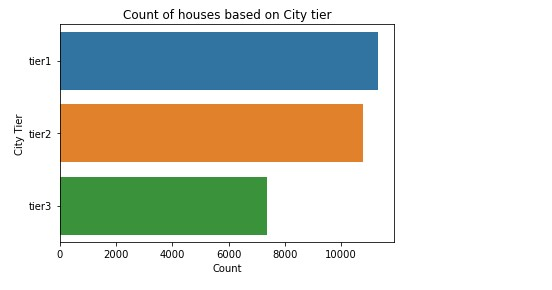 Count of houses based on City tier
City Tier
tier1
tier2
tier3
0 2000 4000 6000 8000 10000
Count